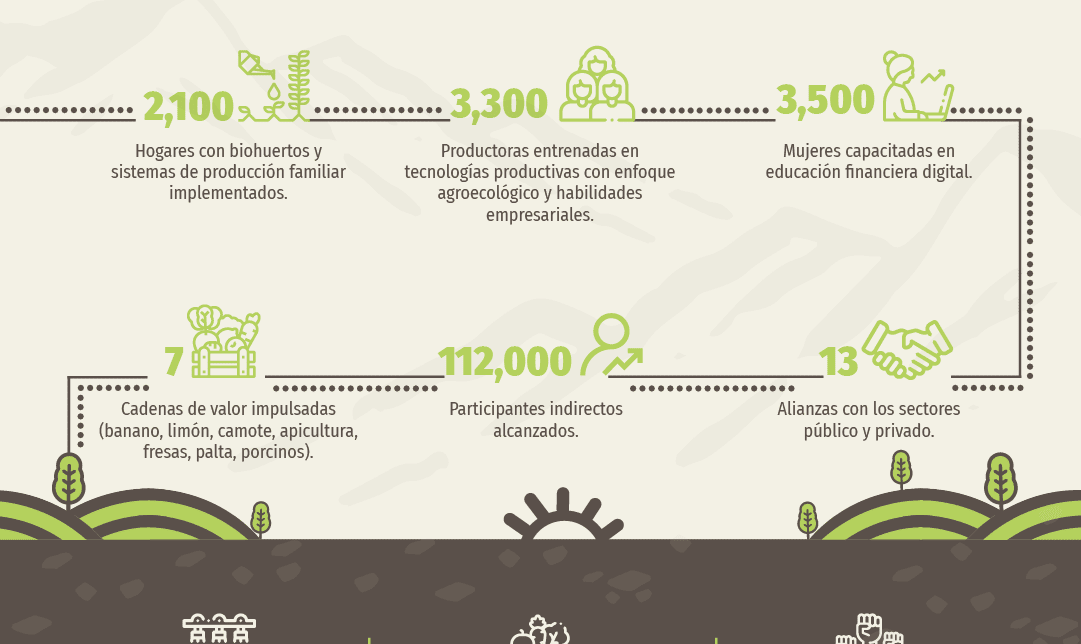 2,100
Hogares con biohuertos y
sistemas de producción familiar
implementados.
3,300
Productoras entrenadas en
tecnologías productivas con enfoque
agroecológico y habilidades
empresariales.
3,500
Mujeres capacitadas en
educación financiera digital.
7
Cadenas de valor impulsadas
(banano, limón, camote, apicultura,
fresas, palta, porcinos).
112,000
Participantes indirectos
alcanzados.
13
Alianzas con los sectores
público y privado.